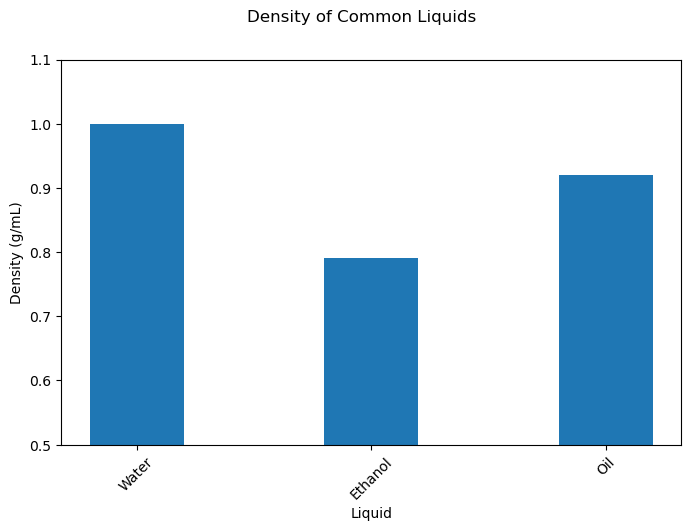 Density of Common Liquids
Density (g/mL)
1.1
1.0
0.9
0.8
0.7
0.6
0.5
Water
Ethanol
Oil
Liquid